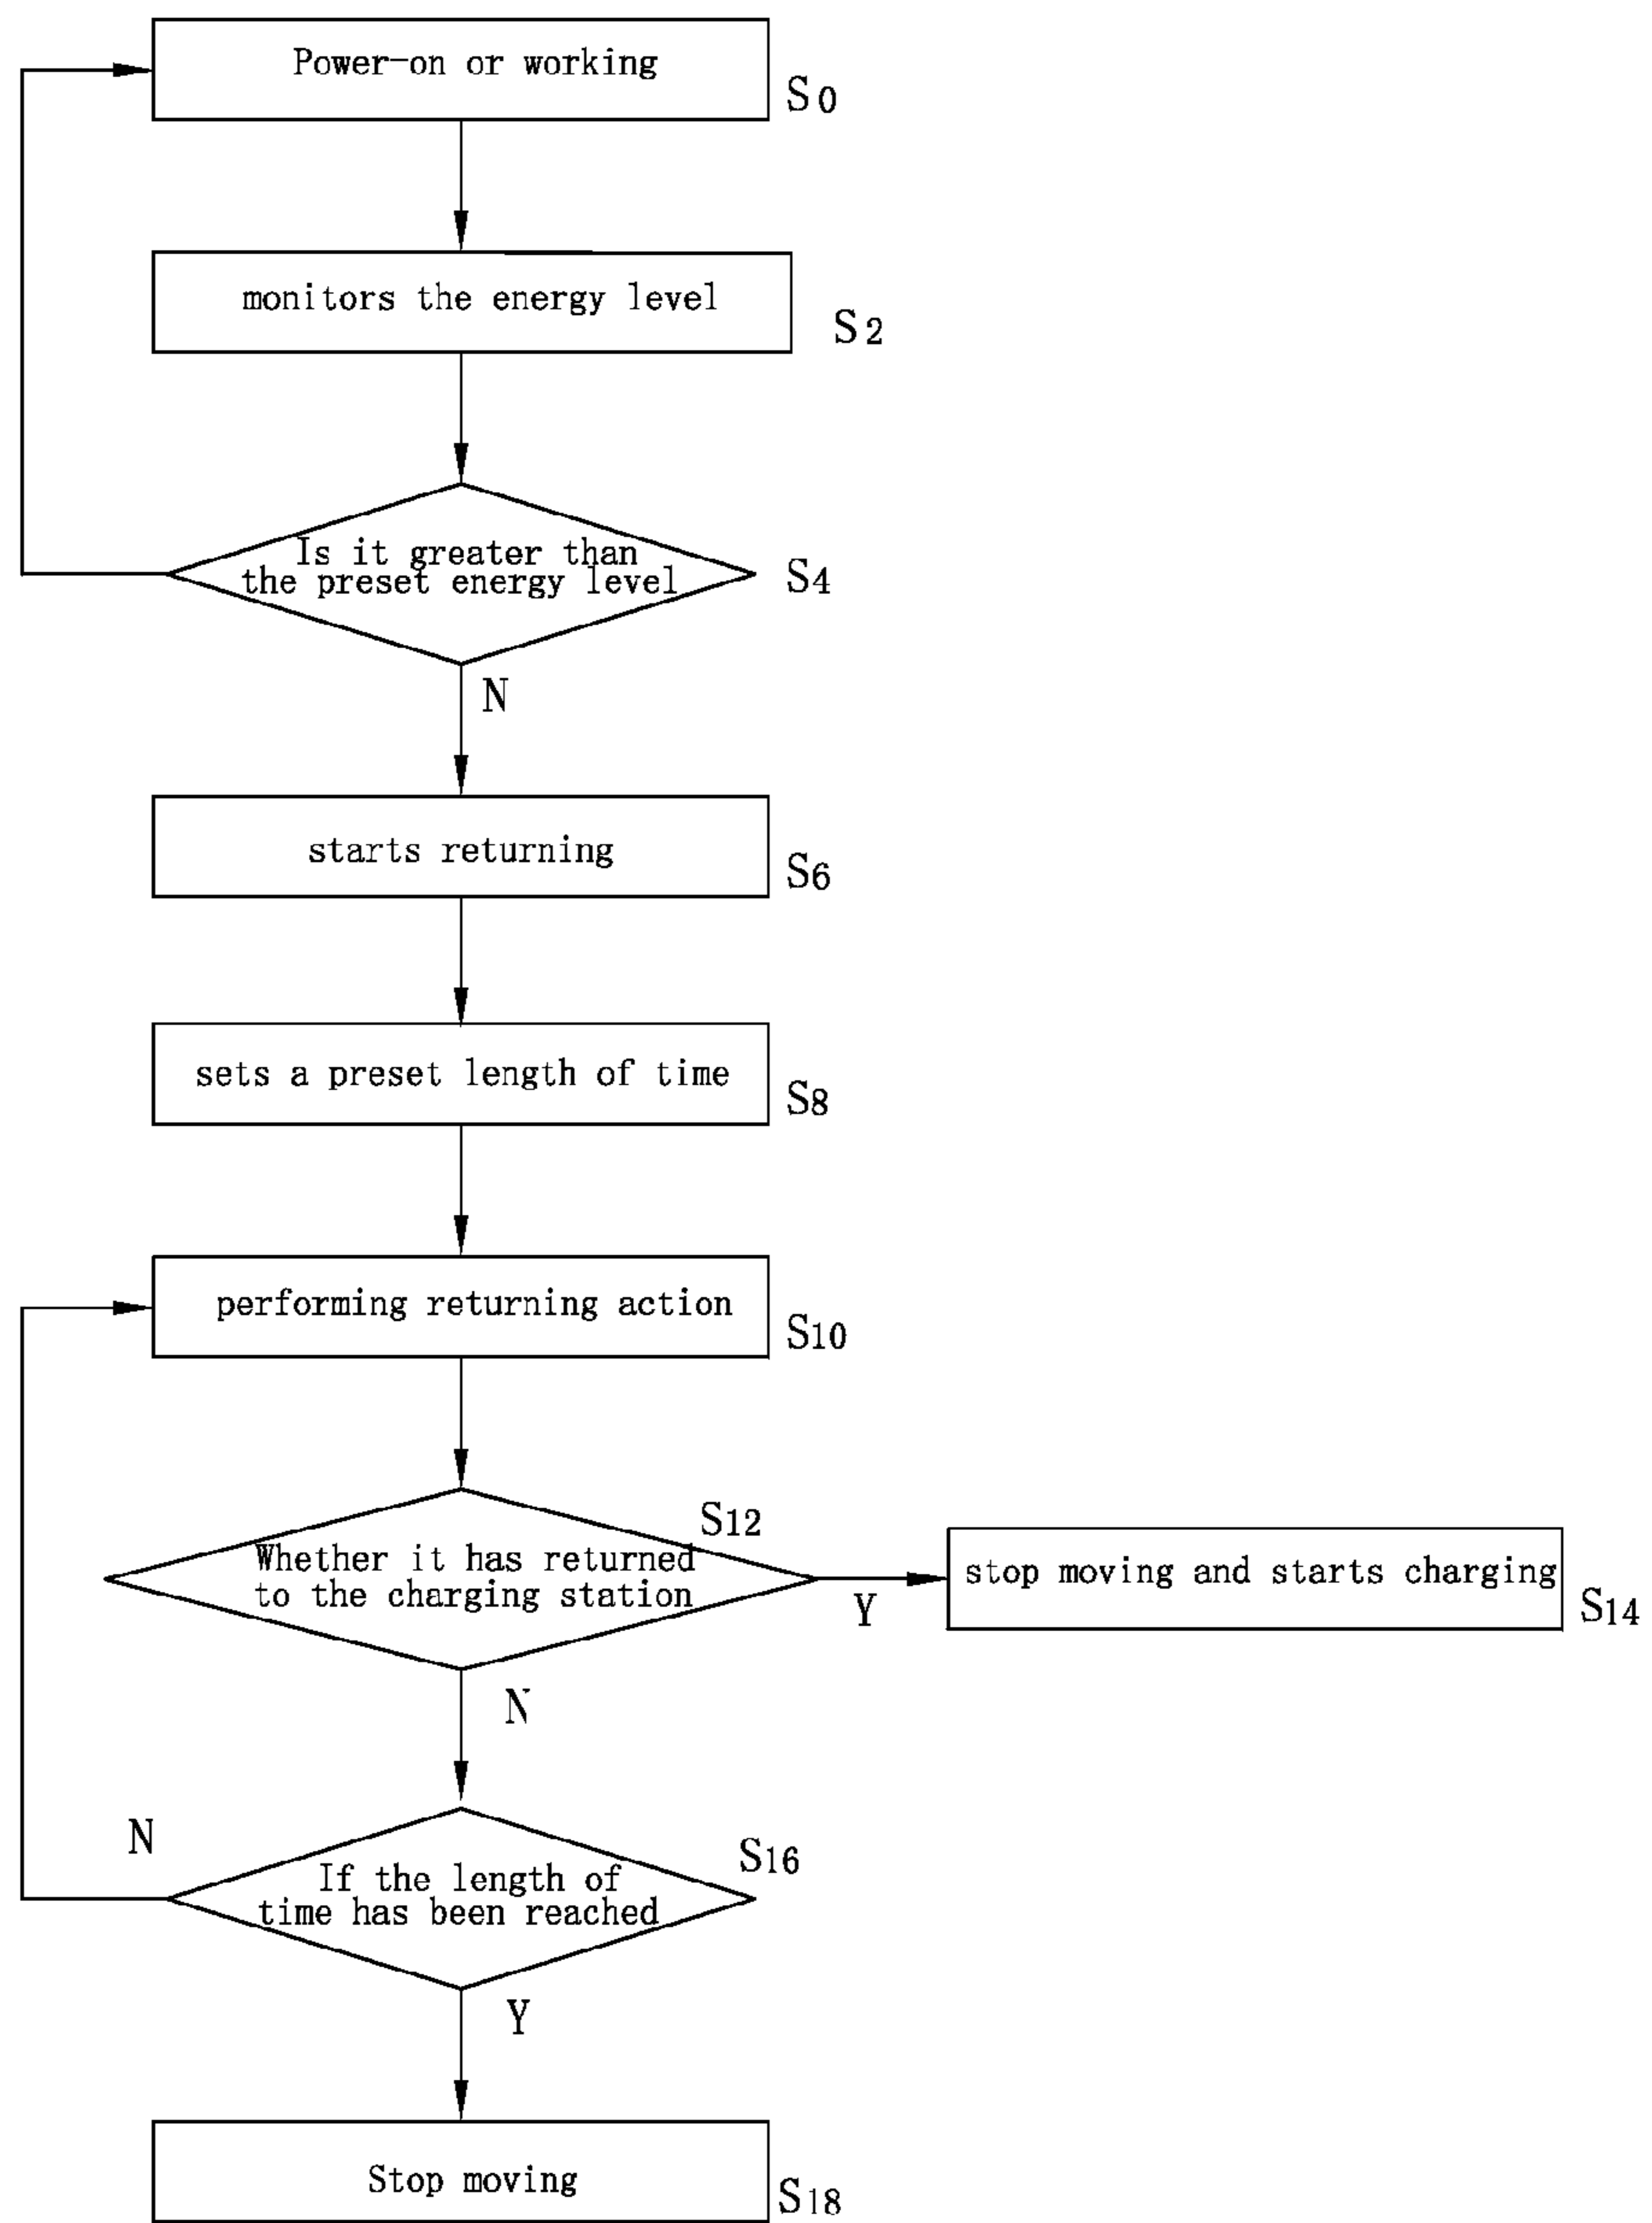 Power-on or working
S0
monitors the energy level
S2
Is it greater than
the preset energy level
S4
N
starts returning
S6
sets a preset length of time
S8
performing returning action
S10
S12
Whether it has returned
to the charging station
Y
stop moving and starts charging
S14
N
N
S16
If the length of
time has been reached
Y
Stop moving
S18